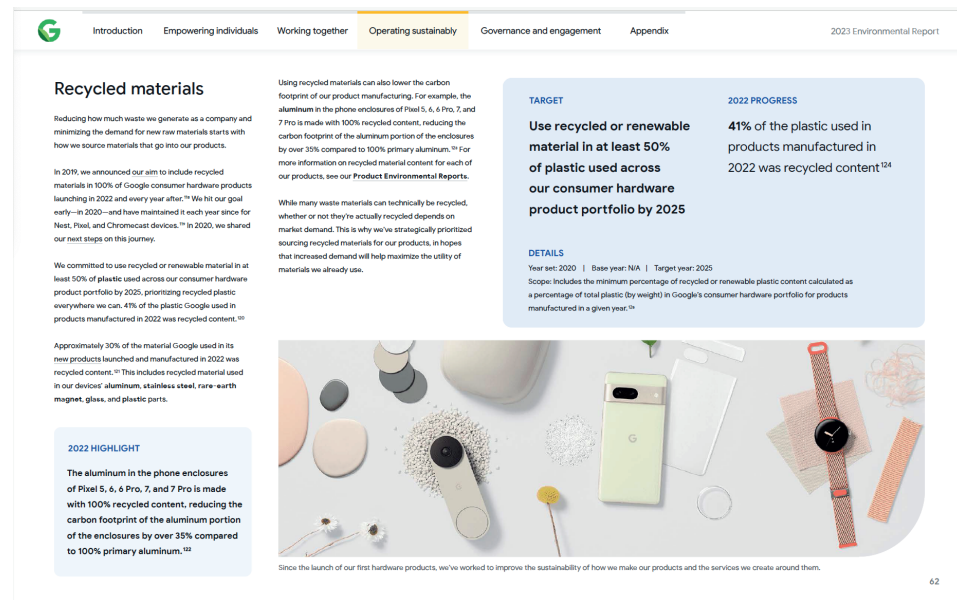 Introduction
Empowering individuals
Working together
Operating sustainably
Governance and engagement
Appendix
2023 Environmental Report
Recycled materials
Reducing how much waste we generate as a company and
minimizing the demand for new raw materials starts with
how we source materials that go into our products.
In 2019, we announced our aim to include recycled
materials in 100% of Google consumer hardware products
launching in 2022 and every year after. We hit our goal
early—in 2020—and have maintained it each year since for
Nest, Pixel, and Chromecast devices. In 2020, we shared
our next steps on this journey.
We committed to use recycled or renewable material in at
least 50% of plastic used across our consumer hardware
product portfolio by 2025, prioritizing recycled plastic
everywhere we can. 41% of the plastic Google used in
products manufactured in 2022 was recycled content.¹²⁰
Approximately 30% of the material Google used in its
new products launched and manufactured in 2022 was
recycled content.¹²¹ This includes recycled material used
in our devices' aluminum, stainless steel, rare-earth
magnet, glass, and plastic parts.
2022 HIGHLIGHT
The aluminum in the phone enclosures
of Pixel 5, 6, 6 Pro, 7, and 7 Pro is made
with 100% recycled content, reducing the
carbon footprint of the aluminum portion
of the enclosures by over 35% compared
to 100% primary aluminum.¹²²
Using recycled materials can also lower the carbon
footprint of our product manufacturing. For example, the
aluminum in the phone enclosures of Pixel 5, 6, 6 Pro, 7, and
7 Pro is made with 100% recycled content, reducing the
carbon footprint of the aluminum portion of the enclosures
by over 35% compared to 100% primary aluminum. For
more information on recycled material content for each of
our products, see our Product Environmental Reports.
While many waste materials can technically be recycled,
whether or not they're actually recycled depends on
market demand. This is why we've strategically prioritized
sourcing recycled materials for our products, in hopes
that increased demand will help maximize the utility of
materials we already use.
TARGET
Use recycled or renewable
material in at least 50%
of plastic used across
our consumer hardware
product portfolio by 2025
2022 PROGRESS
41% of the plastic used in
products manufactured in
2022 was recycled content¹²⁴
DETAILS
Year set: 2020 | Base year: N/A | Target year: 2025
Scope: Includes the minimum percentage of recycled or renewable plastic content calculated as
a percentage of total plastic (by weight) in Google's consumer hardware portfolio for products
manufactured in a given year.
Since the launch of our first hardware products, we've worked to improve the sustainability of how we make our products and the services we create around them.
62